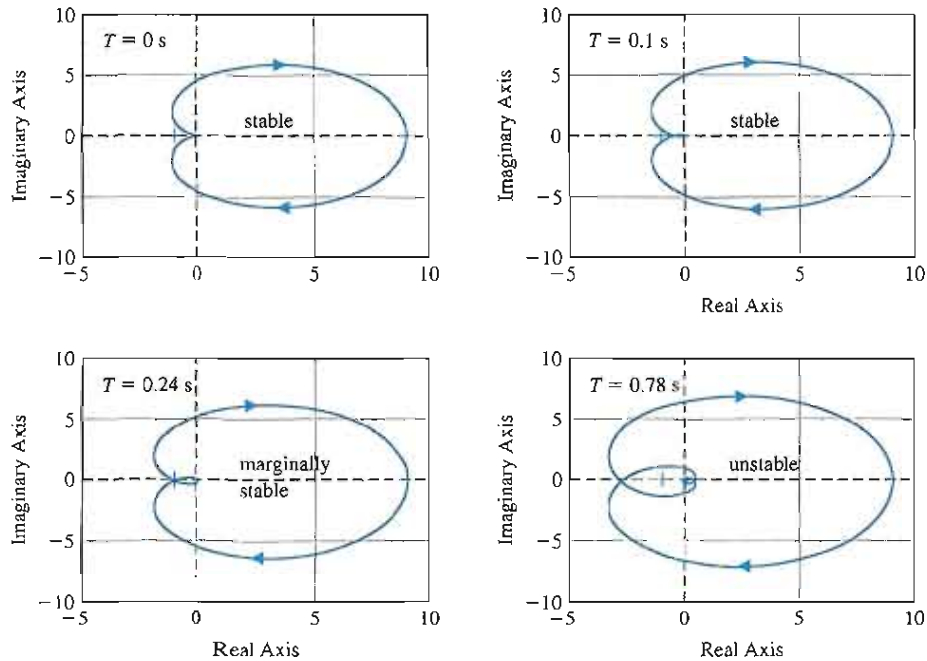 10
5
0
−5
−10
Imaginary Axis
T = 0 s
stable
−5
0
5
10
10
5
0
−5
−10
Imaginary Axis
T = 0.1 s
stable
−5
0
5
10
Real Axis
10
5
0
−5
−10
Imaginary Axis
T = 0.24 s
marginally
stable
−5
0
5
10
Real Axis
10
5
0
−5
−10
Imaginary Axis
T = 0.78 s
unstable
−5
0
5
10
Real Axis